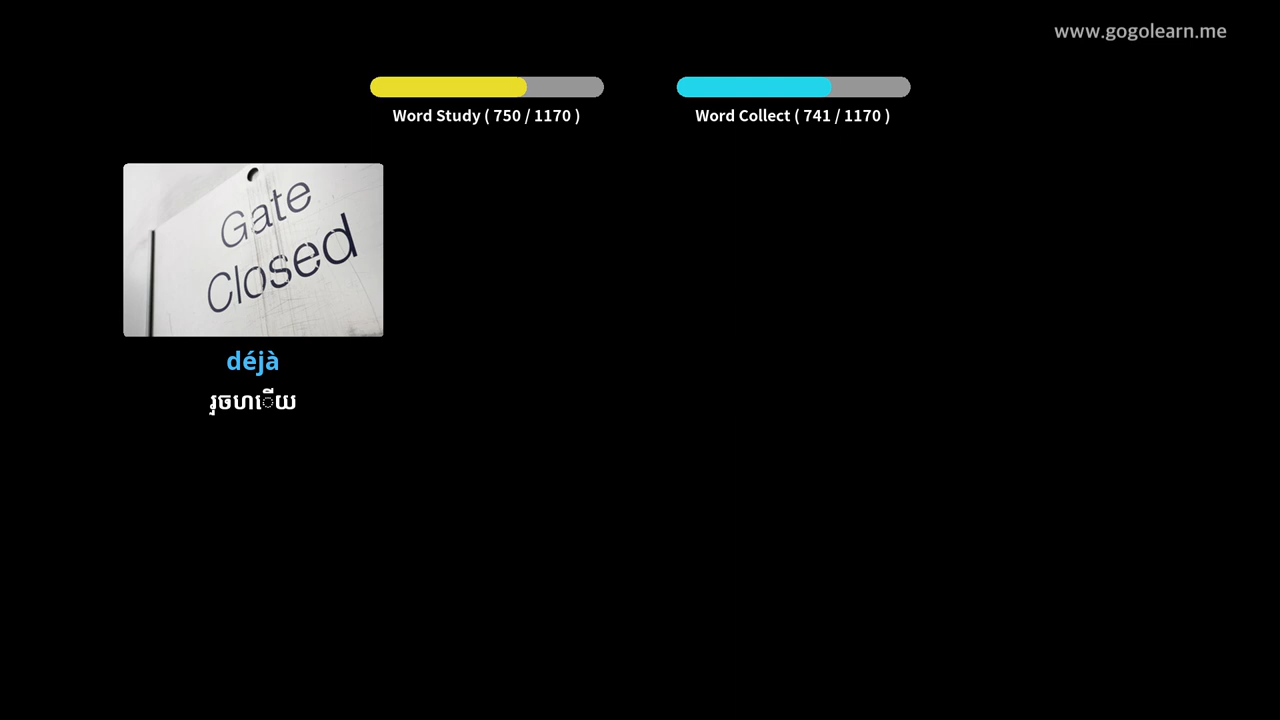 www.gogolearn.me
Word Study ( 750 / 1170 )
Word Collect ( 741 / 1170 )
Gate
Closed
déjà
រួចហើយ